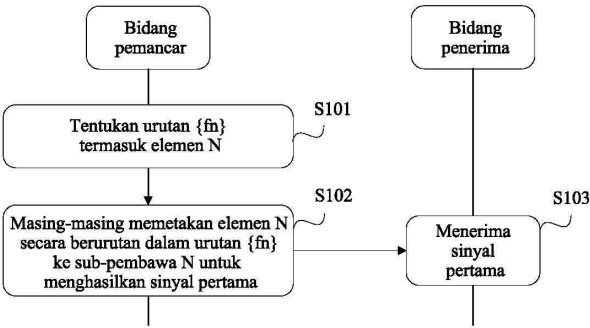 Bidang
pemancar
Bidang
penerima
Tentukan urutan {fn}
termasuk elemen N
S101
Masing-masing memetakan elemen N
secara berurutan dalam urutan {fn}
ke sub-pembawa N untuk
menghasilkan sinyal pertama
S102
Menerima
sinyal
pertama
S103